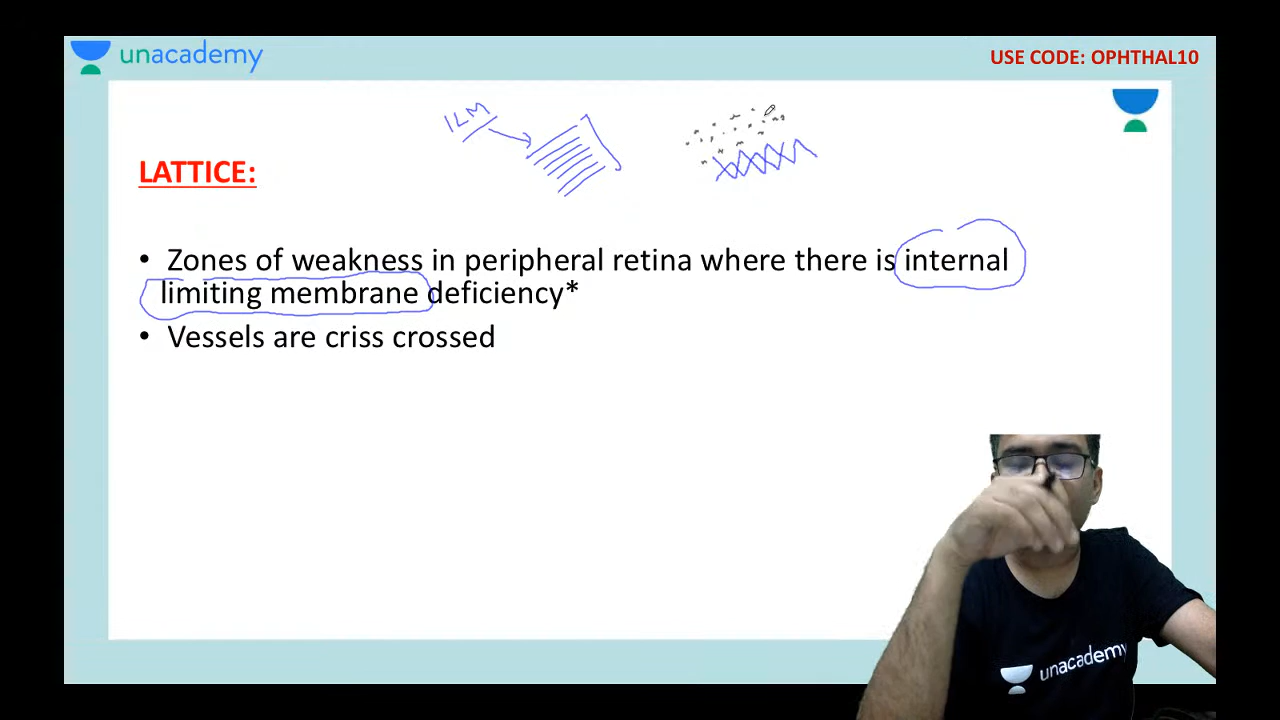 unacademy
USE CODE: OPHTHAL10
ILM
LATTICE:
• Zones of weakness in peripheral retina where there is internal
limiting membrane deficiency*
• Vessels are criss crossed
unacademy